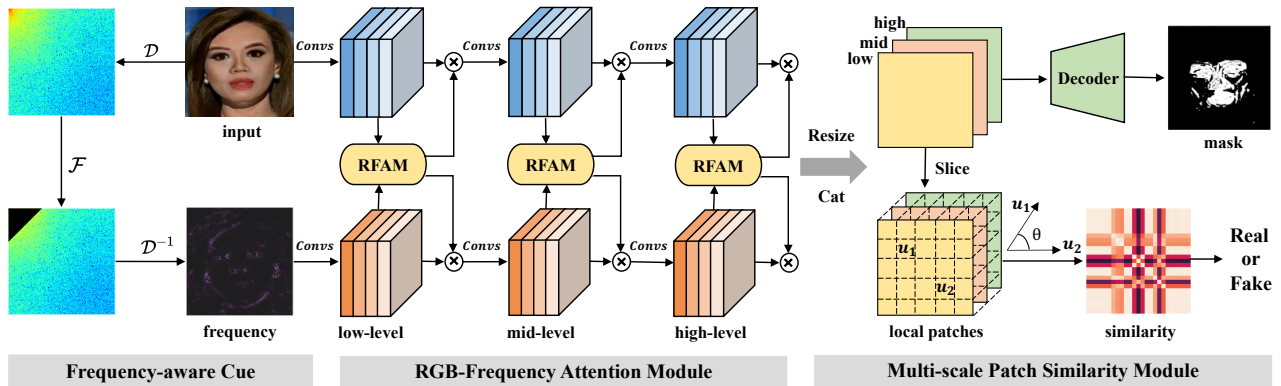 𝒟
input
ℱ
𝒟⁻¹
frequency
Frequency-aware Cue
Convs
Convs
Convs
RFAM
RFAM
RFAM
Convs
Convs
Convs
low-level
mid-level
high-level
RGB-Frequency Attention Module
Resize
Cat
high
mid
low
Decoder
mask
Slice
u₁
u₂
local patches
u₁
θ
u₂
similarity
Real
or
Fake
Multi-scale Patch Similarity Module